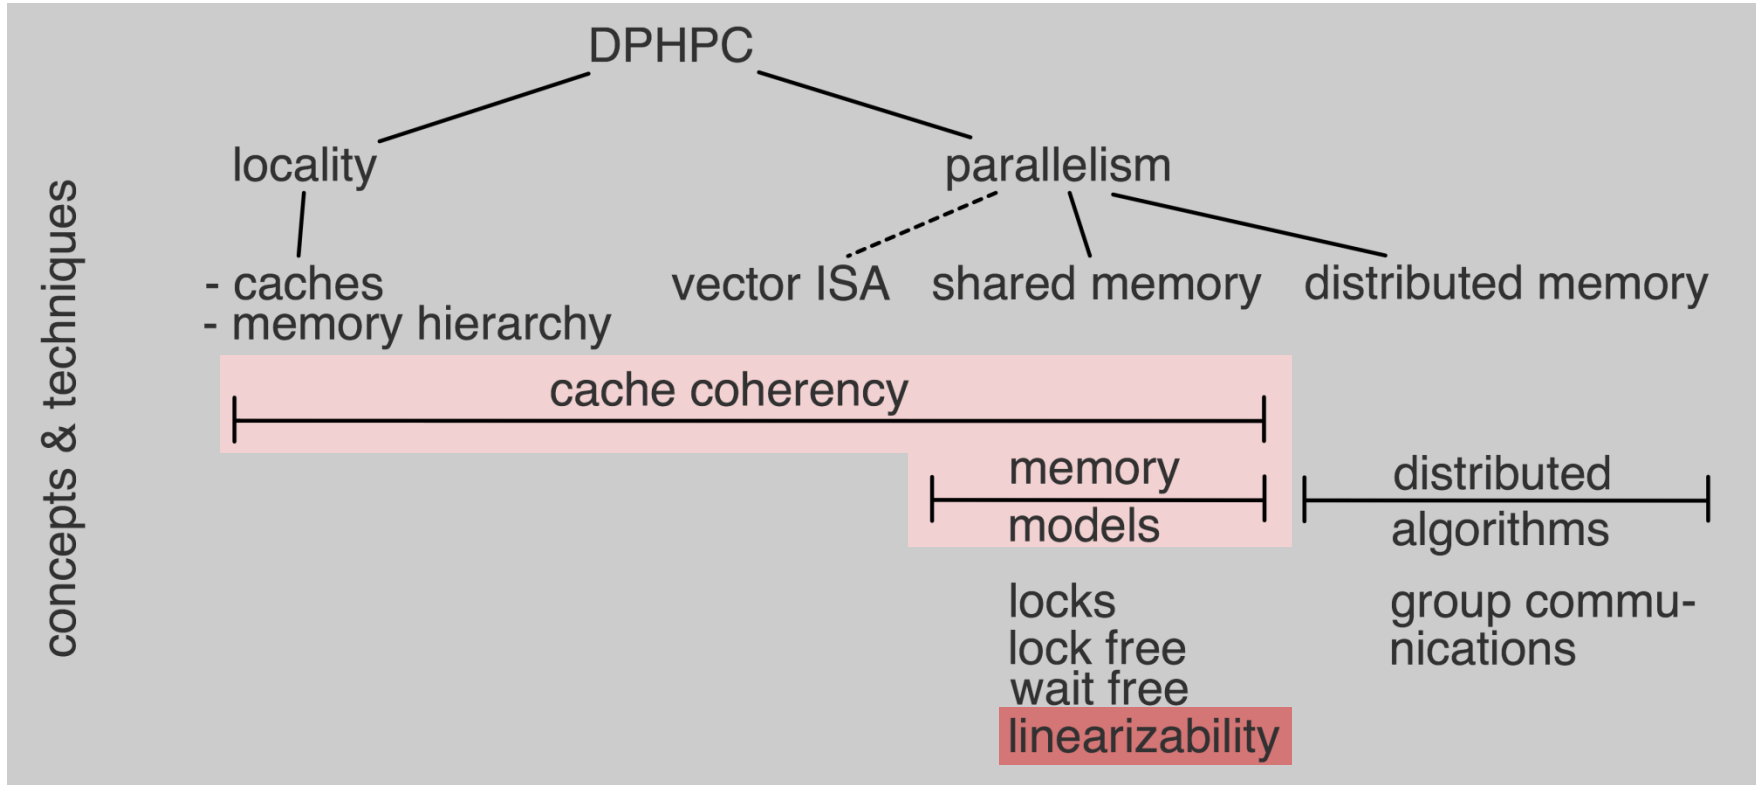 DPHPC
locality
parallelism
- caches
- memory hierarchy
vector ISA
shared memory
distributed memory
cache coherency
memory
models
distributed
algorithms
locks
lock free
wait free
linearizability
group commu-
nications
concepts & techniques